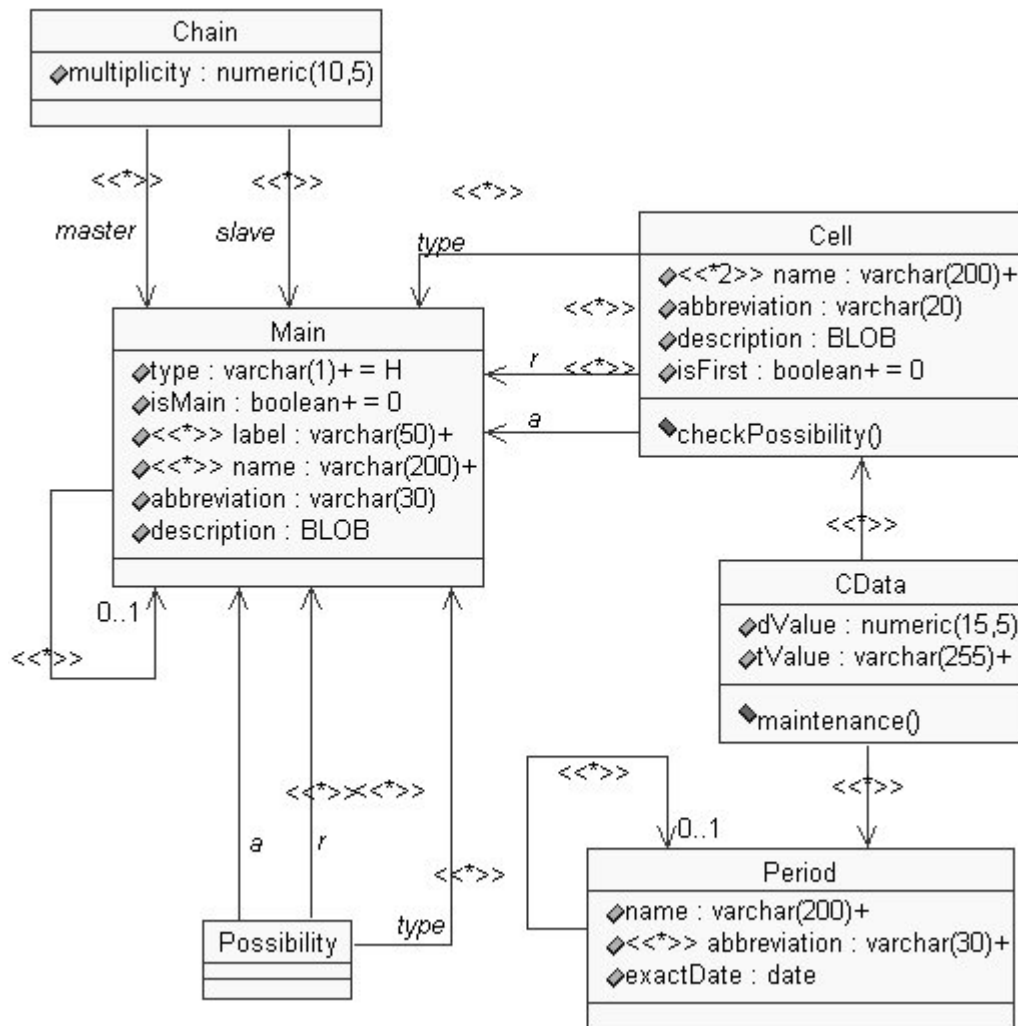 Chain
multiplicity : numeric(10,5)
<<*>>
<<*>>
<<*>>
master
slave
type
Cell
<<*2>> name : varchar(200)+
abbreviation : varchar(20)
description : BLOB
isFirst : boolean+ = 0
checkPossibility()
<<*>>
r
<<*>>
a
Main
type : varchar(1)+ = H
isMain : boolean+ = 0
<<*>> label : varchar(50)+
<<*>> name : varchar(200)+
abbreviation : varchar(30)
description : BLOB
0..1
<<*>>
<<*>>
CData
dValue : numeric(15,5)
tValue : varchar(255)+
maintenance()
<<*>>
<<*>>
<<*>>
<<*>>
0..1
a
r
<<*>>
type
Possibility
Period
name : varchar(200)+
<<*>> abbreviation : varchar(30)+
exactDate : date